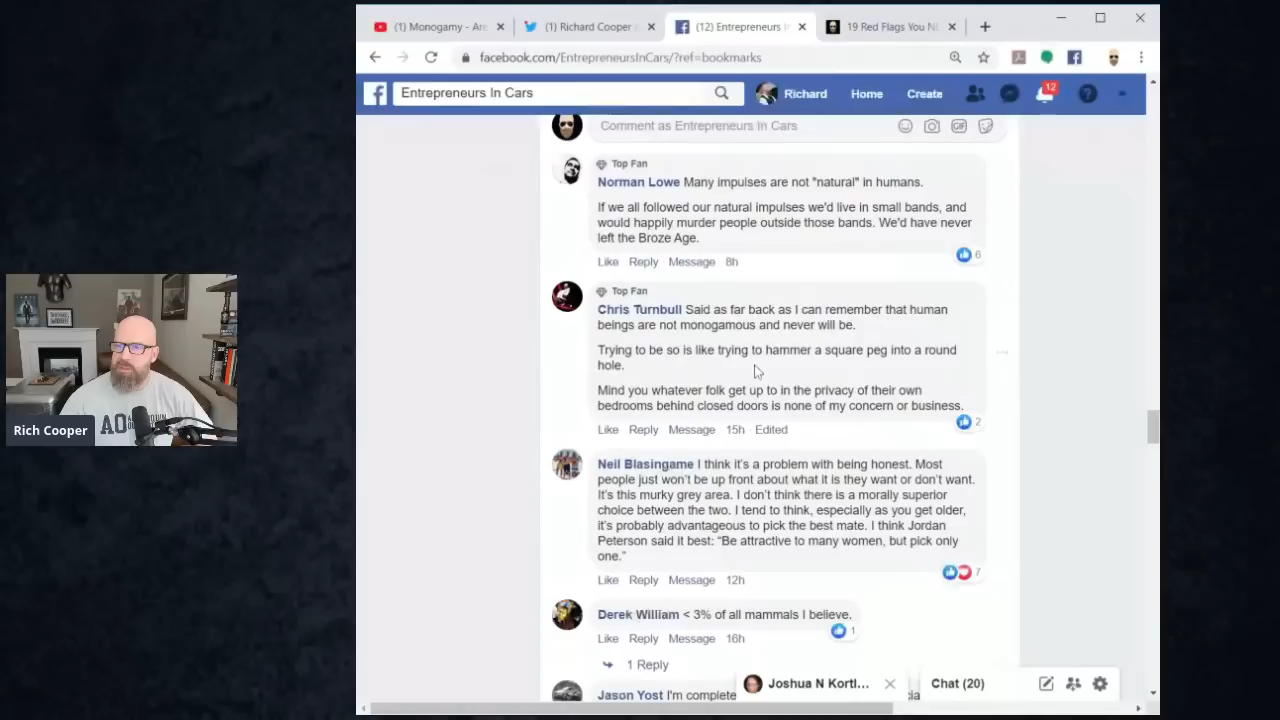 (1) Monogamy - Are
(1) Richard Cooper
(12) Entrepreneurs I
19 Red Flags You N
facebook.com/EntrepreneursInCars/?ref=bookmarks
Entrepreneurs In Cars
Richard
Home
Create
12
Comment as Entrepreneurs In Cars
GIF
Top Fan
Norman Lowe Many impulses are not "natural" in humans.
If we all followed our natural impulses we'd live in small bands, and
would happily murder people outside those bands. We'd have never
left the Broze Age.
6
Like Reply Message 8h
Top Fan
Chris Turnbull Said as far back as I can remember that human
beings are not monogamous and never will be.
Trying to be so is like trying to hammer a square peg into a round
hole.
Mind you whatever folk get up to in the privacy of their own
bedrooms behind closed doors is none of my concern or business.
2
Like Reply Message 15h · Edited
Neil Blasingame I think it's a problem with being honest. Most
people just won't be up front about what it is they want or don't want.
It's this murky grey area. I don't think there is a morally superior
choice between the two. I tend to think, especially as you get older,
it's probably advantageous to pick the best mate. I think Jordan
Peterson said it best: “Be attractive to many women, but pick only
one.”
7
Like Reply Message 12h
Derek William < 3% of all mammals I believe.
1
Like Reply Message 16h
1 Reply
Jason Yost I'm complete
Joshua N Kortl...
Chat (20)
Rich Cooper